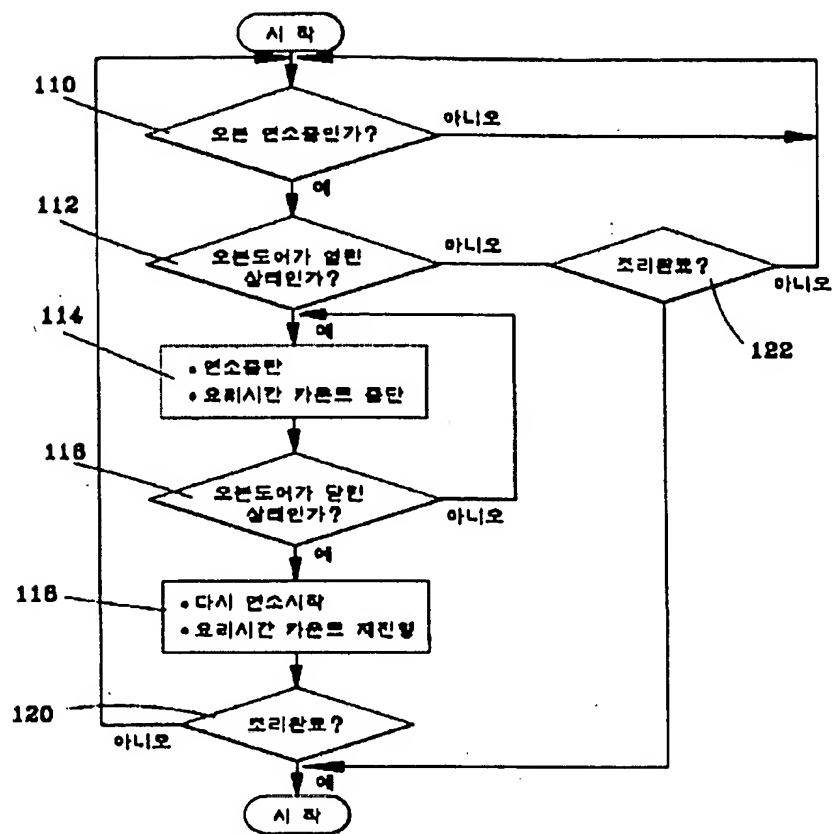 시 작
110
오븐 연소중인가?
아니오
예
112
오븐도어가 열린
상태인가?
아니오
조리완료?
아니오
122
예
114
• 연소중단
• 요리시간 카운트 중단
116
오븐도어가 닫힌
상태인가?
아니오
예
118
• 다시 연소시작
• 요리시간 카운트 재진행
120
조리완료?
아니오
예
시 작